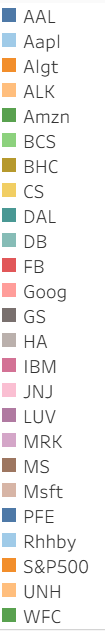 AAL
Aapl
Algt
ALK
Amzn
BCS
BHC
CS
DAL
DB
FB
Goog
GS
HA
IBM
JNJ
LUV
MRK
MS
Msft
PFE
Rhhby
S&P500
UNH
WFC